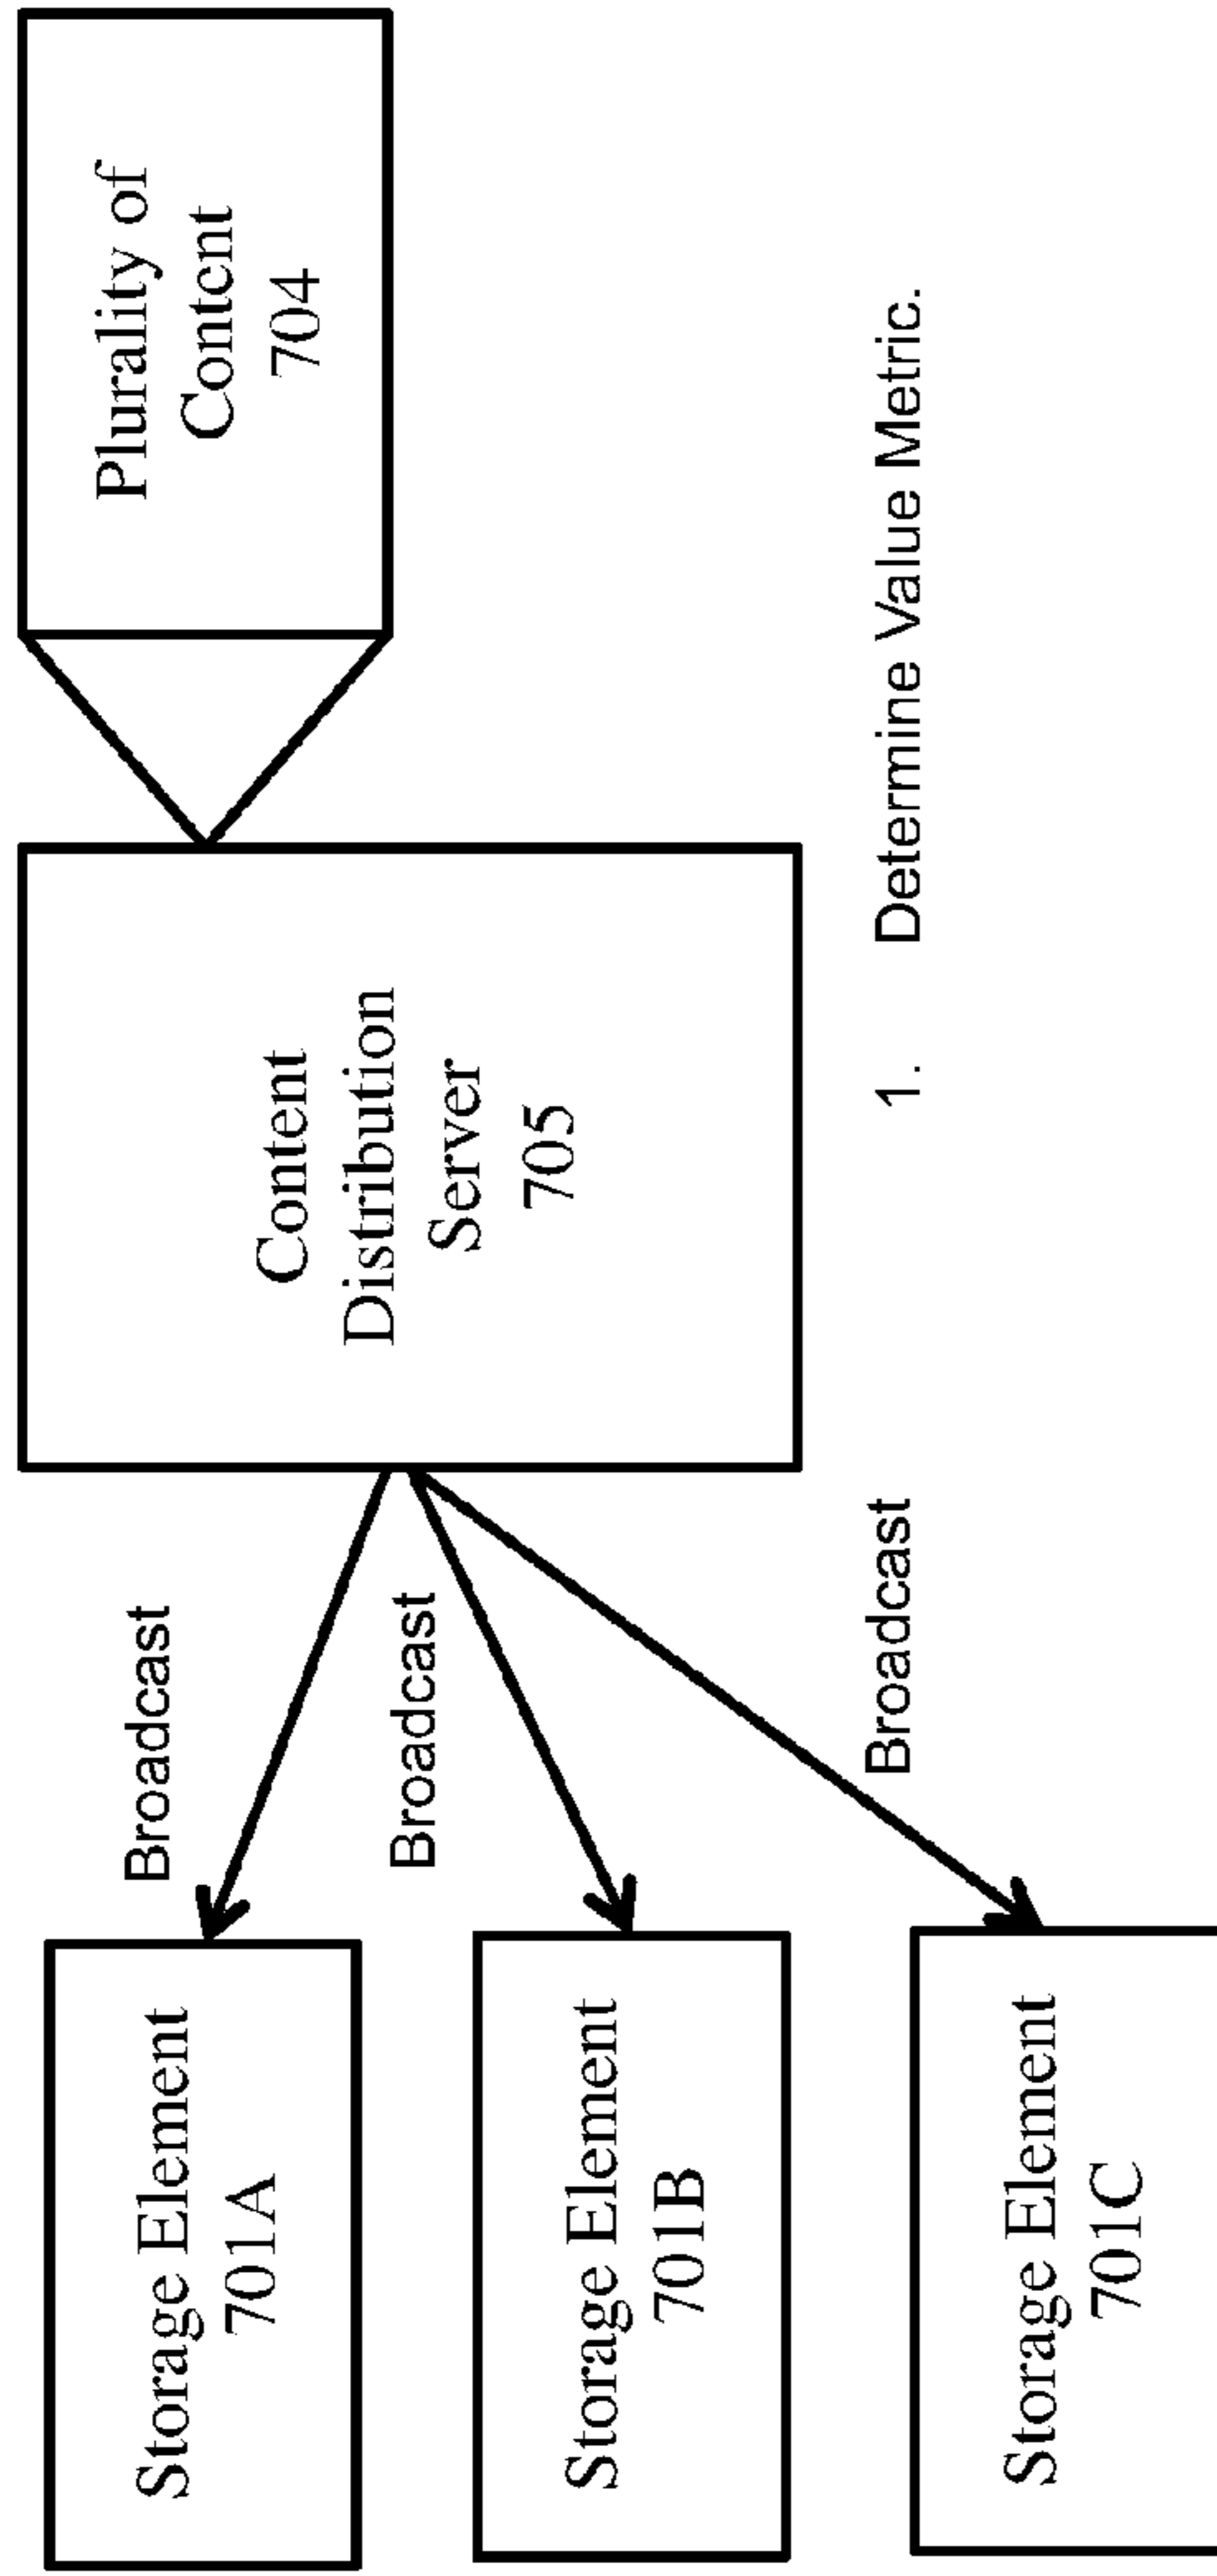 Storage Element
701A
Storage Element
701B
Storage Element
701C
Broadcast
Broadcast
Broadcast
Content
Distribution
Server
705
1. Determine Value Metric.
Plurality of
Content
704